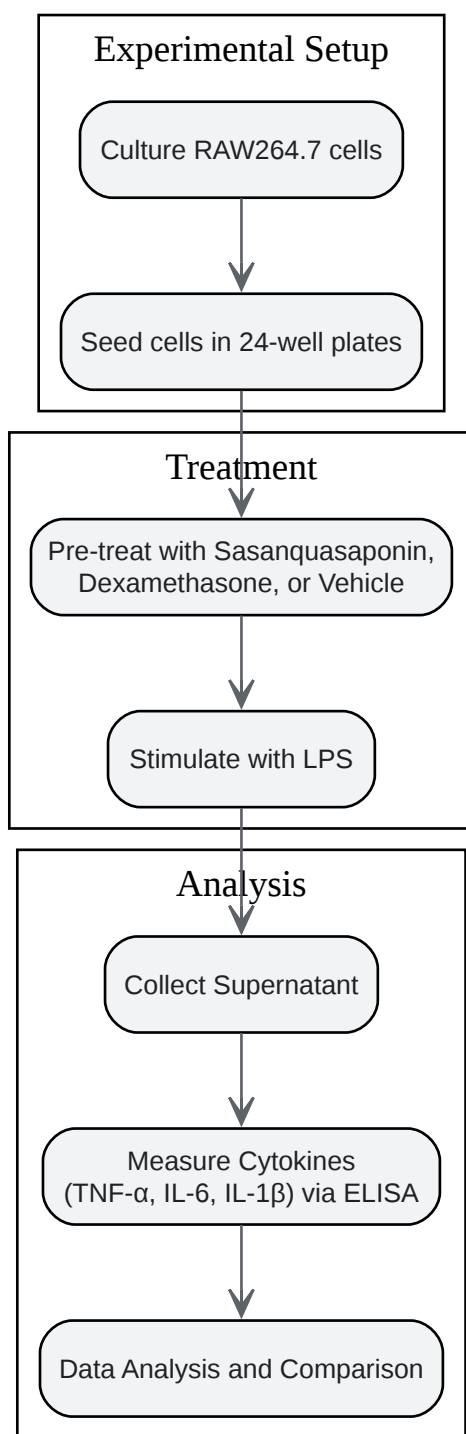 Experimental Setup
Culture RAW264.7 cells
Seed cells in 24-well plates
Treatment
Pre-treat with Sasanquasaponin,
Dexamethasone, or Vehicle
Stimulate with LPS
Analysis
Collect Supernatant
Measure Cytokines
(TNF-α, IL-6, IL-1β) via ELISA
Data Analysis and Comparison